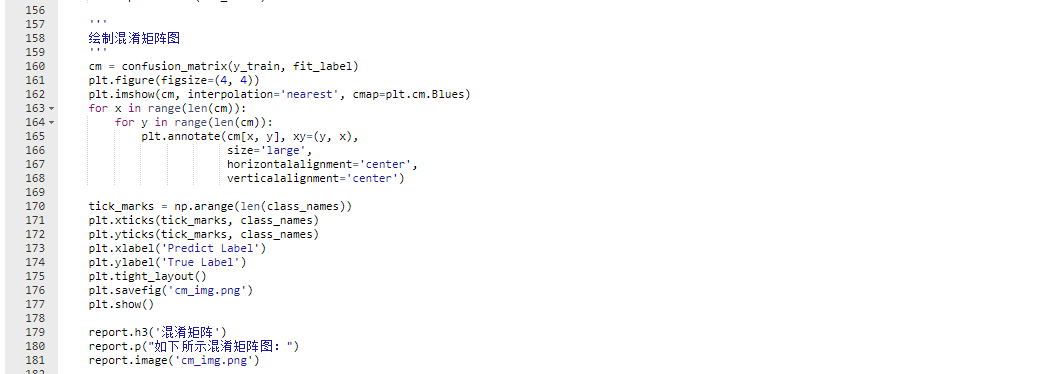 156
157 '''
158 绘制混淆矩阵图
159 '''
160 cm = confusion_matrix(y_train, fit_label)
161 plt.figure(figsize=(4, 4))
162 plt.imshow(cm, interpolation='nearest', cmap=plt.cm.Blues)
163 for x in range(len(cm)):
164 for y in range(len(cm)):
165 plt.annotate(cm[x, y], xy=(y, x),
166 size='large',
167 horizontalalignment='center',
168 verticalalignment='center')
169
170 tick_marks = np.arange(len(class_names))
171 plt.xticks(tick_marks, class_names)
172 plt.yticks(tick_marks, class_names)
173 plt.xlabel('Predict Label')
174 plt.ylabel('True Label')
175 plt.tight_layout()
176 plt.savefig('cm_img.png')
177 plt.show()
178
179 report.h3('混淆矩阵')
180 report.p("如下所示混淆矩阵图：")
181 report.image('cm_img.png')